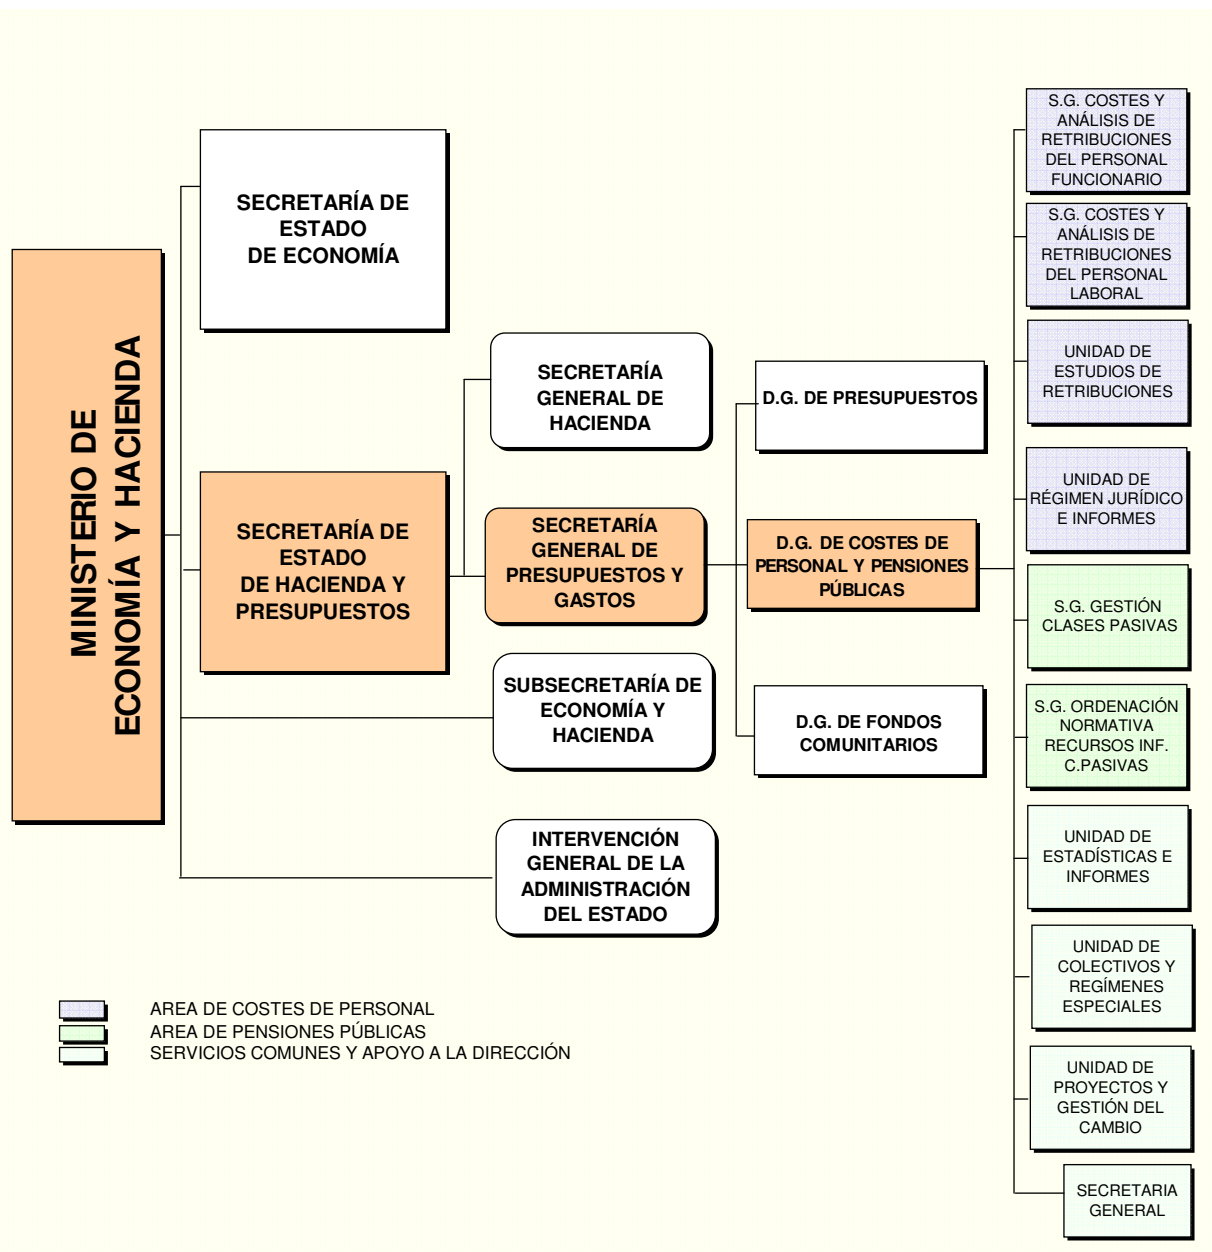 MINISTERIO DE
ECONOMÍA Y HACIENDA
SECRETARÍA DE
ESTADO
DE ECONOMÍA
SECRETARÍA DE
ESTADO
DE HACIENDA Y
PRESUPUESTOS
SECRETARÍA
GENERAL DE
HACIENDA
SECRETARÍA
GENERAL DE
PRESUPUESTOS Y
GASTOS
SUBSECRETARÍA DE
ECONOMÍA Y
HACIENDA
INTERVENCIÓN
GENERAL DE LA
ADMINISTRACIÓN
DEL ESTADO
D.G. DE PRESUPUESTOS
D.G. DE COSTES DE
PERSONAL Y PENSIONES
PÚBLICAS
D.G. DE FONDOS
COMUNITARIOS
S.G. COSTES Y
ANÁLISIS DE
RETRIBUCIONES
DEL PERSONAL
FUNCIONARIO
S.G. COSTES Y
ANÁLISIS DE
RETRIBUCIONES
DEL PERSONAL
LABORAL
UNIDAD DE
ESTUDIOS DE
RETRIBUCIONES
UNIDAD DE
RÉGIMEN JURÍDICO
E INFORMES
S.G. GESTIÓN
CLASES PASIVAS
S.G. ORDENACIÓN
NORMATIVA
RECURSOS INF.
C.PASIVAS
UNIDAD DE
ESTADÍSTICAS E
INFORMES
UNIDAD DE
COLECTIVOS Y
REGÍMENES
ESPECIALES
UNIDAD DE
PROYECTOS Y
GESTIÓN DEL
CAMBIO
SECRETARIA
GENERAL
AREA DE COSTES DE PERSONAL
AREA DE PENSIONES PÚBLICAS
SERVICIOS COMUNES Y APOYO A LA DIRECCIÓN